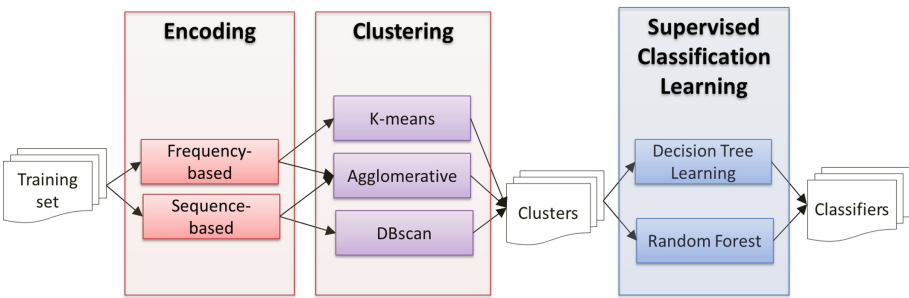 Encoding
Clustering
Supervised
Classification
Learning
Training
set
Frequency-
based
Sequence-
based
K-means
Agglomerative
DBscan
Clusters
Decision Tree
Learning
Random Forest
Classifiers